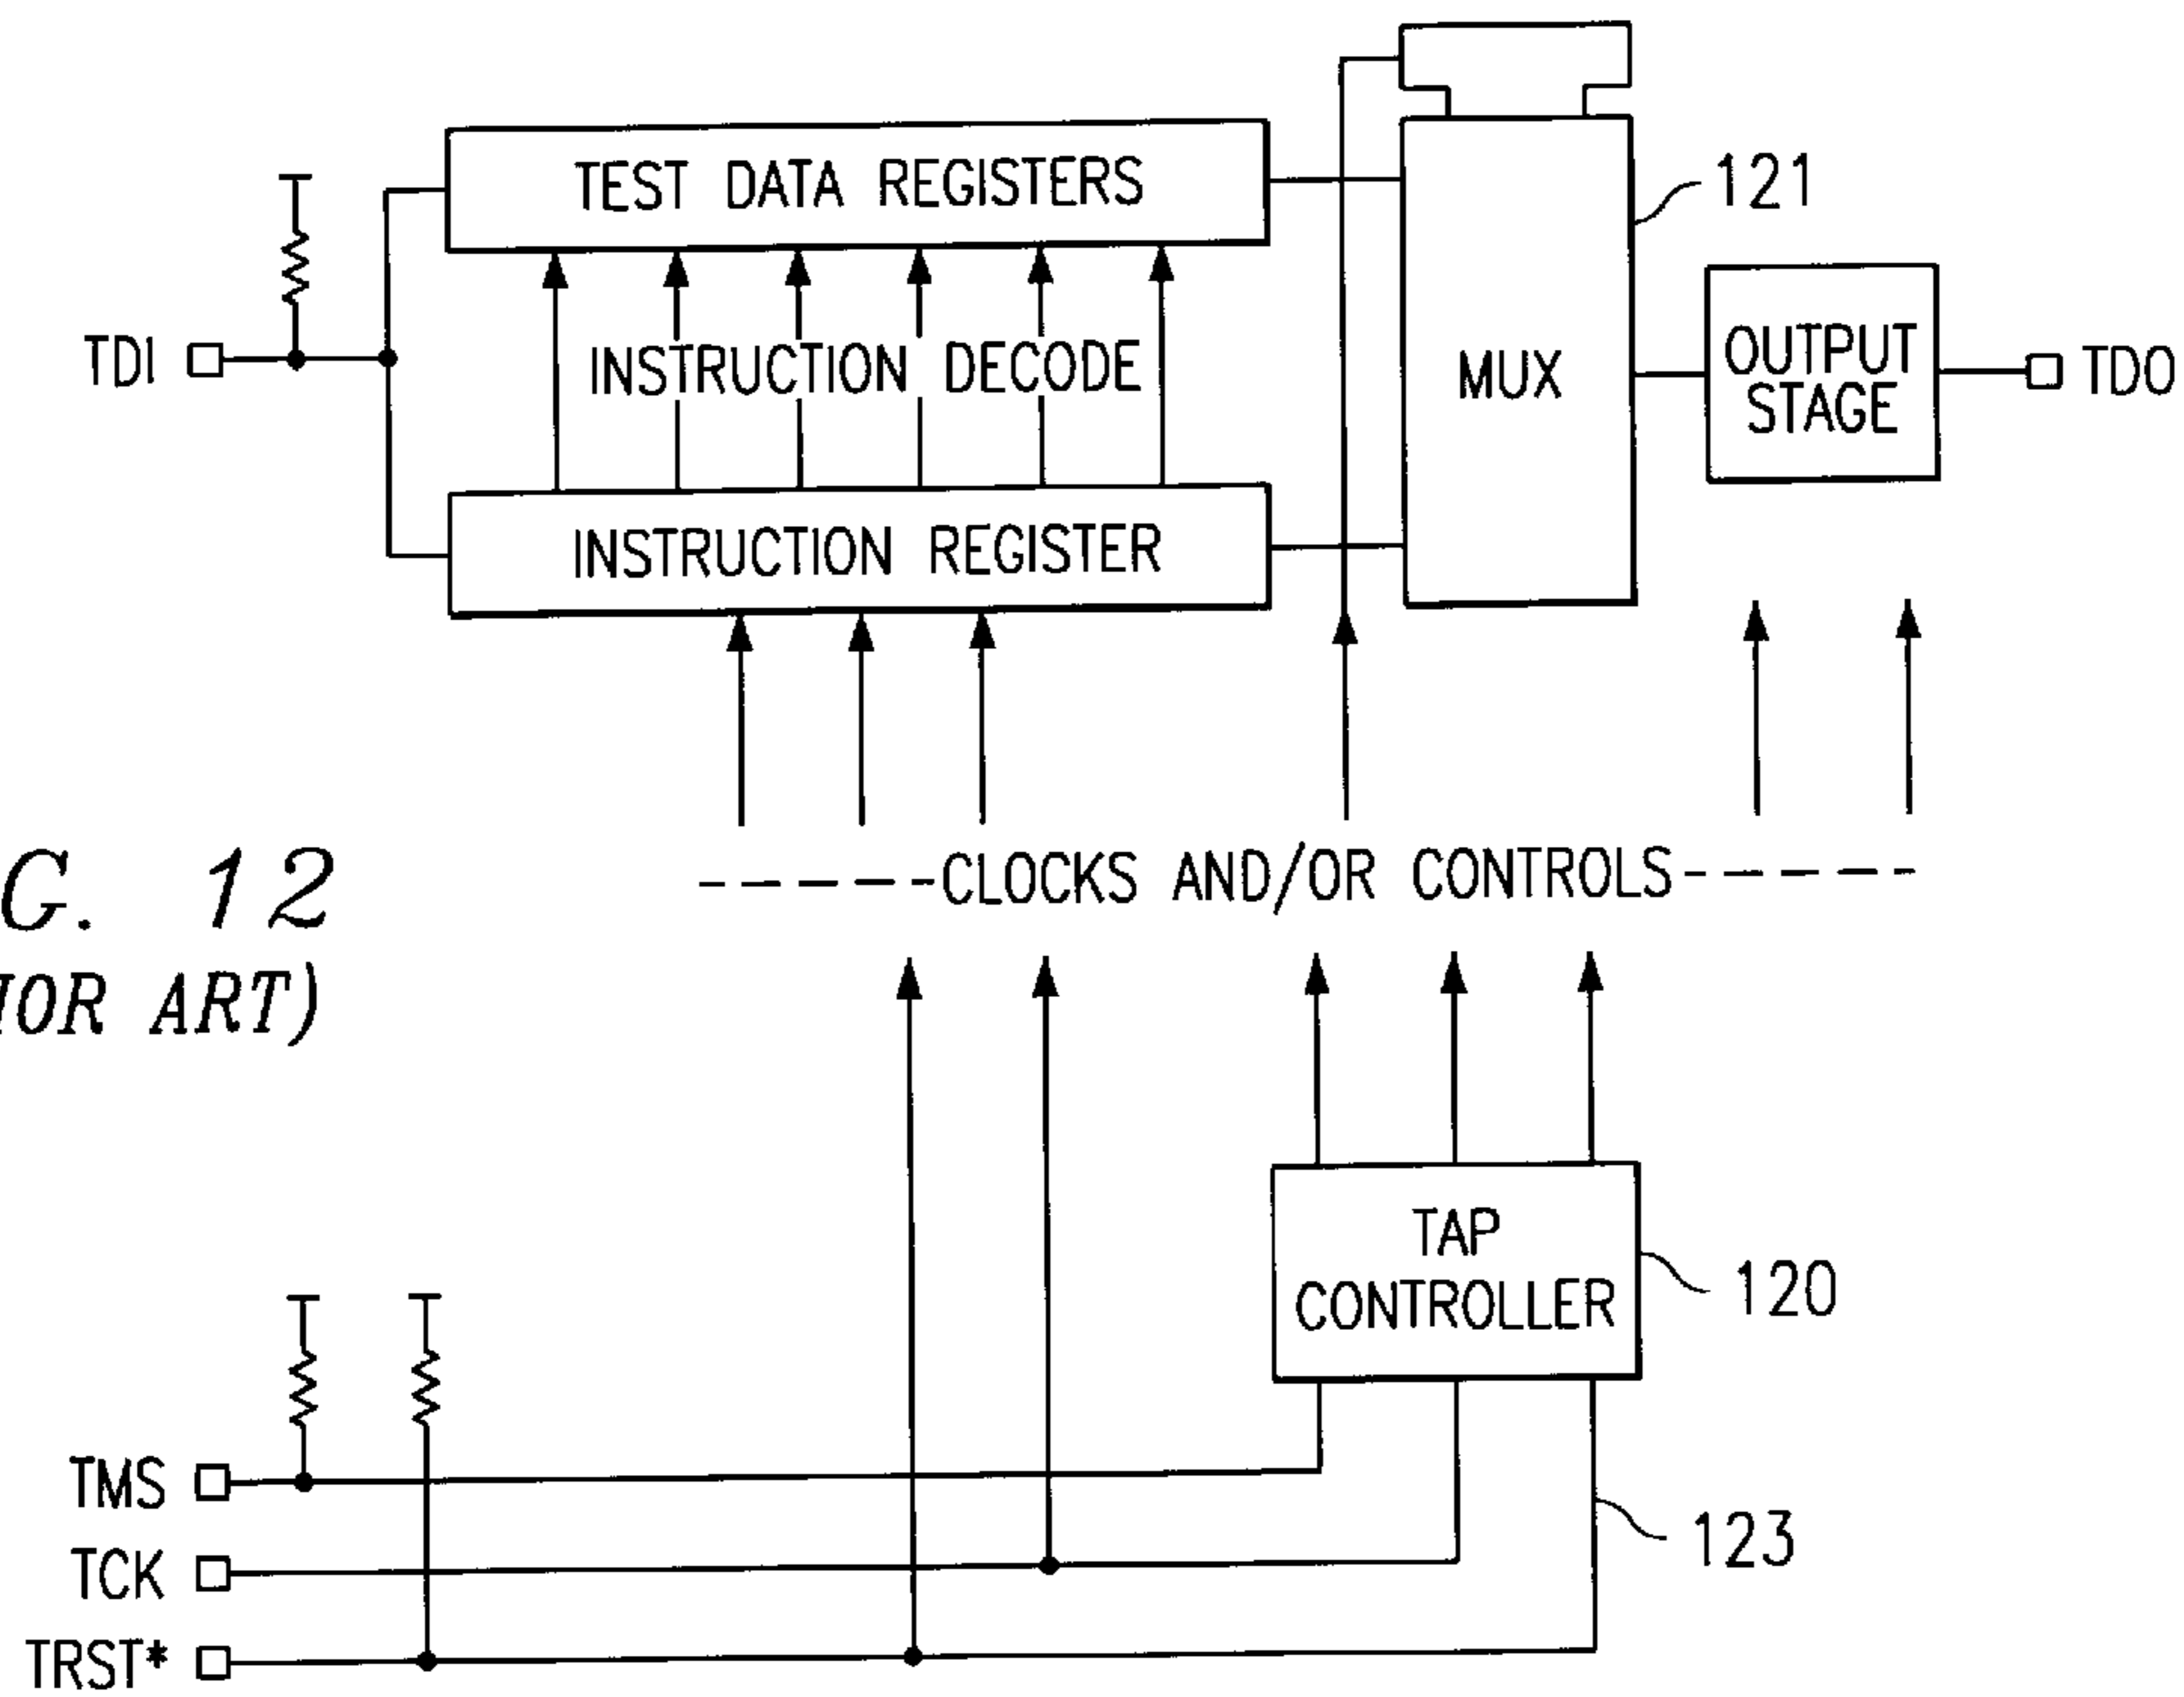 TEST DATA REGISTERS
121
TDI
INSTRUCTION DECODE
MUX
OUTPUT
STAGE
TDO
INSTRUCTION REGISTER
CLOCKS AND/OR CONTROLS
G. 12
IOR ART)
TAP
CONTROLLER
120
TMS
TCK
123
TRST*